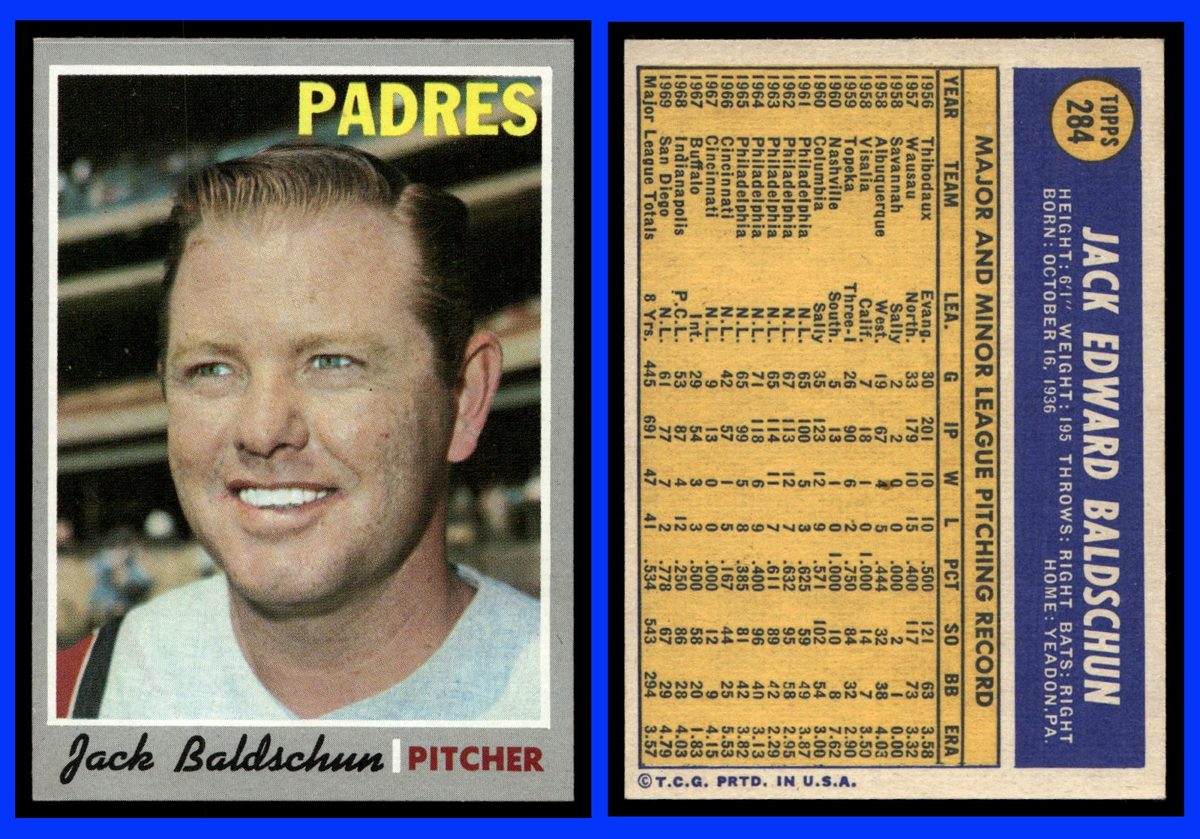 PADRES
Jack Baldschun PITCHER
TOPPS
284
JACK EDWARD BALDSCHUN
HEIGHT: 6'1" WEIGHT: 195 THROWS: RIGHT BATS: RIGHT
BORN: OCTOBER 16, 1936 HOME: YEADON, PA.
MAJOR AND MINOR LEAGUE PITCHING RECORD
YEAR TEAM LEA. G IP W L PCT SO BB ERA
1956 Thibodaux Evang. 30 201 10 10 .500 121 63 3.58
1957 Wausau North. 33 179 10 15 .400 117 73 3.32
1958 Savannah Sally 2 2 0 0 .000 2 1 0.00
1958 Albuquerque West. 19 67 4 5 .444 32 38 4.03
1958 Visalia Calif. 7 18 1 0 1.000 14 7 3.50
1959 Topeka Three-I 26 90 6 2 .750 84 32 2.90
1960 Nashville South. 5 13 1 0 1.000 10 8 7.62
1960 Columbia Sally 35 123 12 9 .571 102 54 3.00
1961 Philadelphia N.L. 65 100 5 3 .625 59 49 3.87
1962 Philadelphia N.L. 67 113 12 7 .632 95 58 2.95
1963 Philadelphia N.L. 65 114 11 7 .611 89 42
1964 Philadelphia N.L. 71 118 6 9 .400 96 40 3.13
1965 Philadelphia N.L. 65 99 5 8 .385 81 42 3.82
1966 Cincinnati N.L. 42 57 1 5 .167 44 25 5.53
1967 Cincinnati N.L. 9 13 0 0 .000 12 9 4.15
1967 Buffalo Int. 29 54 3 3 .500 58 20 1.83
1968 Indianapolis P.C.L. 53 87 4 12 .250 86 28 4.03
1969 San Diego N.L. 61 77 7 2 .778 67 29 4.79
Major League Totals 8 Yrs. 445 691 47 41 .534 543 294 3.57
© T.C.G. PRTD. IN U.S.A.